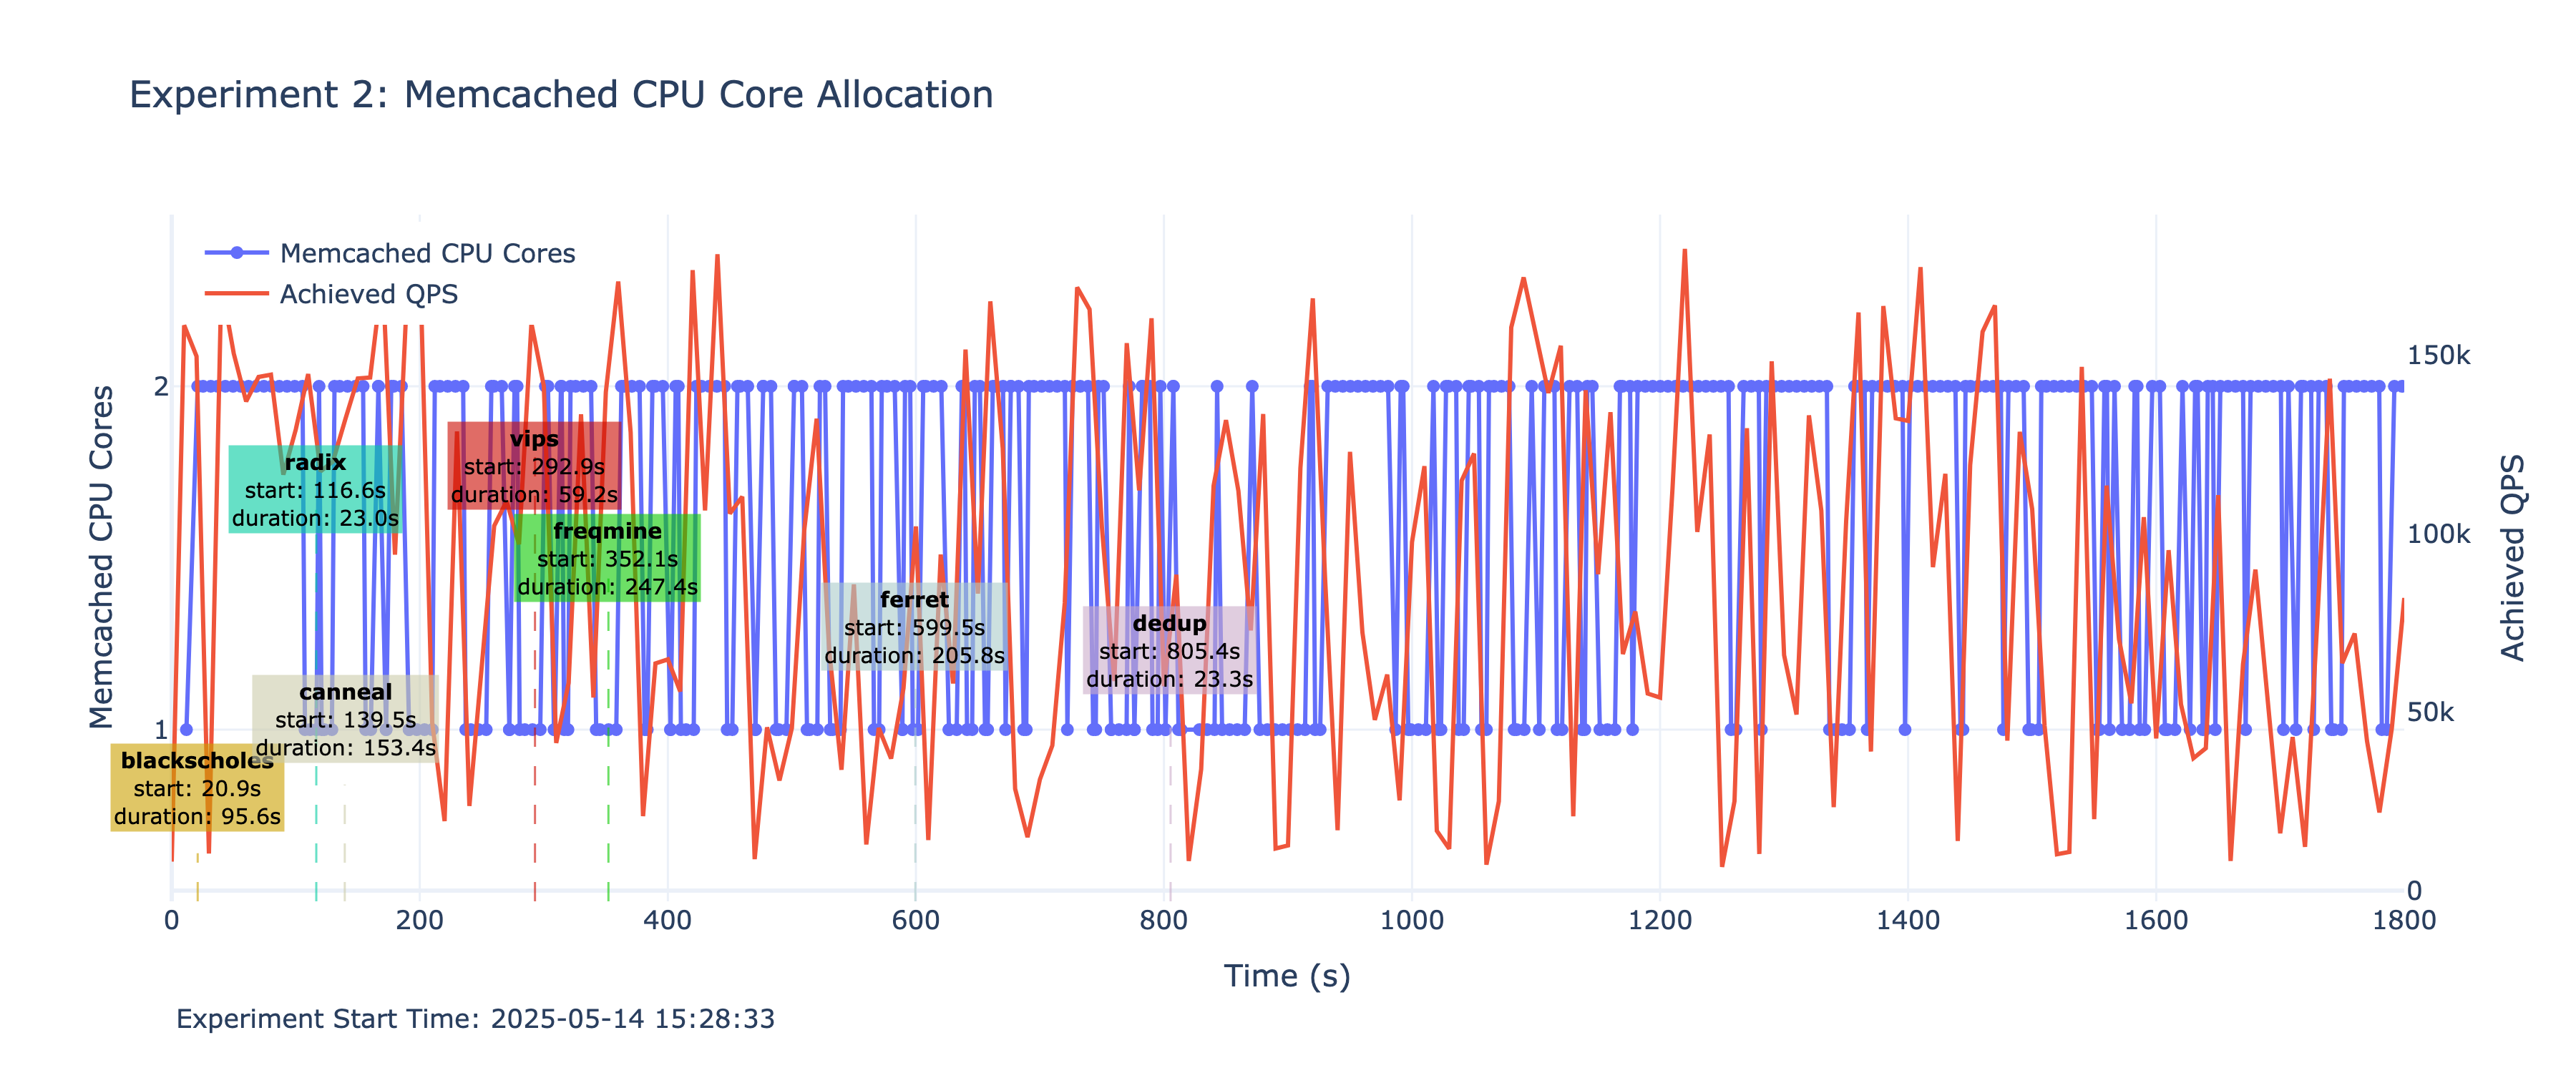 Experiment 2: Memcached CPU Core Allocation
Memcached CPU Cores
Achieved QPS
2
1
Memcached CPU Cores
150k
100k
50k
0
Achieved QPS
vips
start: 292.9s
duration: 59.2s
radix
start: 116.6s
duration: 23.0s
freqmine
start: 352.1s
duration: 247.4s
ferret
start: 599.5s
duration: 205.8s
dedup
start: 805.4s
duration: 23.3s
canneal
start: 139.5s
duration: 153.4s
blackscholes
start: 20.9s
duration: 95.6s
0 200 400 600 800 1000 1200 1400 1600 1800
Time (s)
Experiment Start Time: 2025-05-14 15:28:33